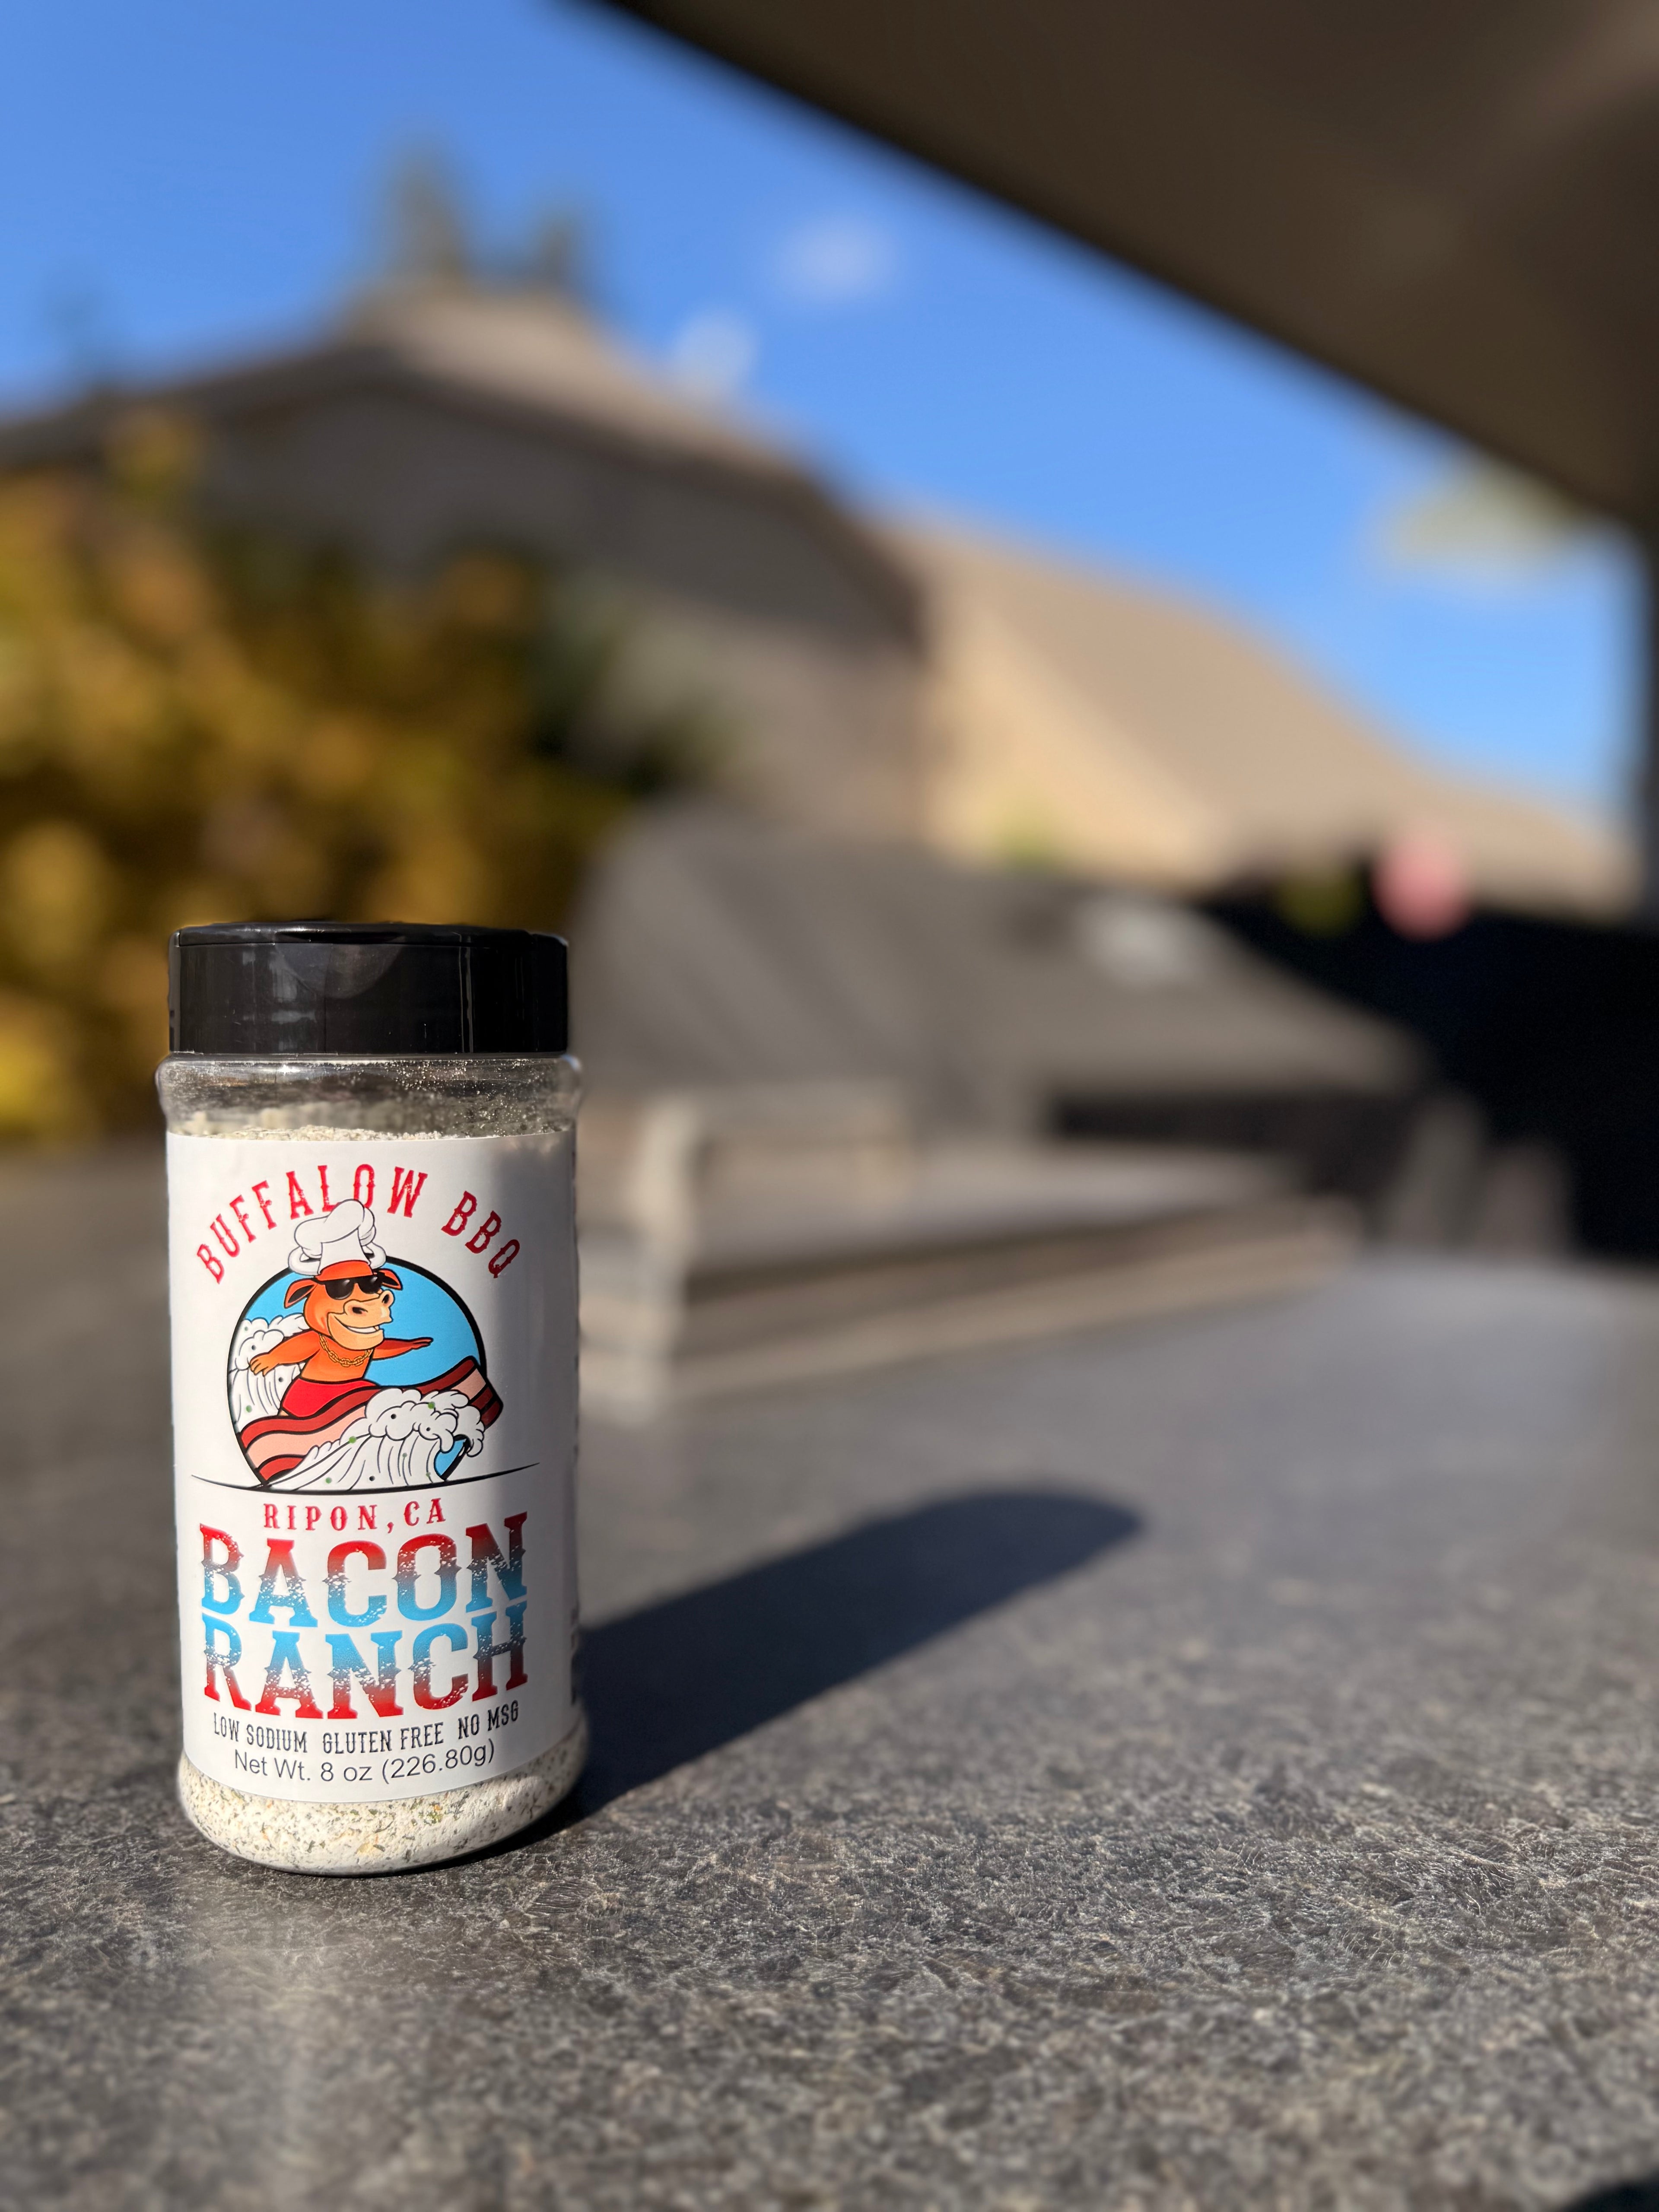 BUFFALOW BBQ
RIPON, CA
BACON
RANCH
LOW SODIUM GLUTEN FREE NO MSG
Net Wt. 8 oz (226.80g)